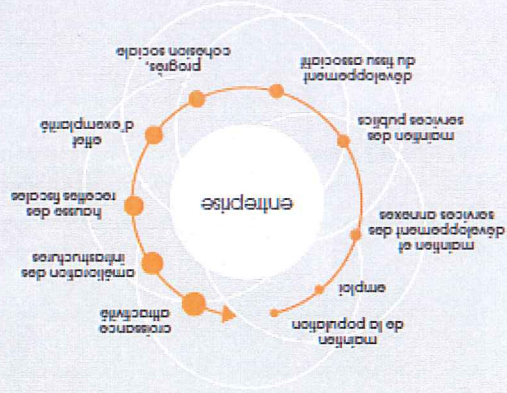 maintien
de la population
emploi
maintien et
développement des
services annexes
maintien des
services publics
développement
du tissu associatif
progrès,
cohésion sociale
effet
d'exemplarité
hausse des
recettes fiscales
amélioration des
infrastructures
croissance
attractivité
entreprise